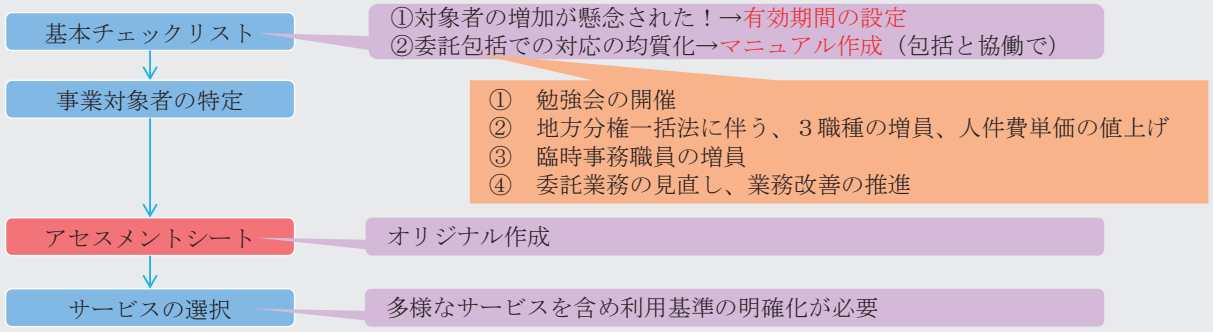 基本チェックリスト
①対象者の増加が懸念された!→有効期間の設定
②委託包括での対応の均質化→マニュアル作成(包括と協働で)
事業対象者の特定
① 勉強会の開催
② 地方分権一括法に伴う、3職種の増員、人件費単価の値上げ
③ 臨時事務職員の増員
④ 委託業務の見直し、業務改善の推進
アセスメントシート
オリジナル作成
サービスの選択
多様なサービスを含め利用基準の明確化が必要